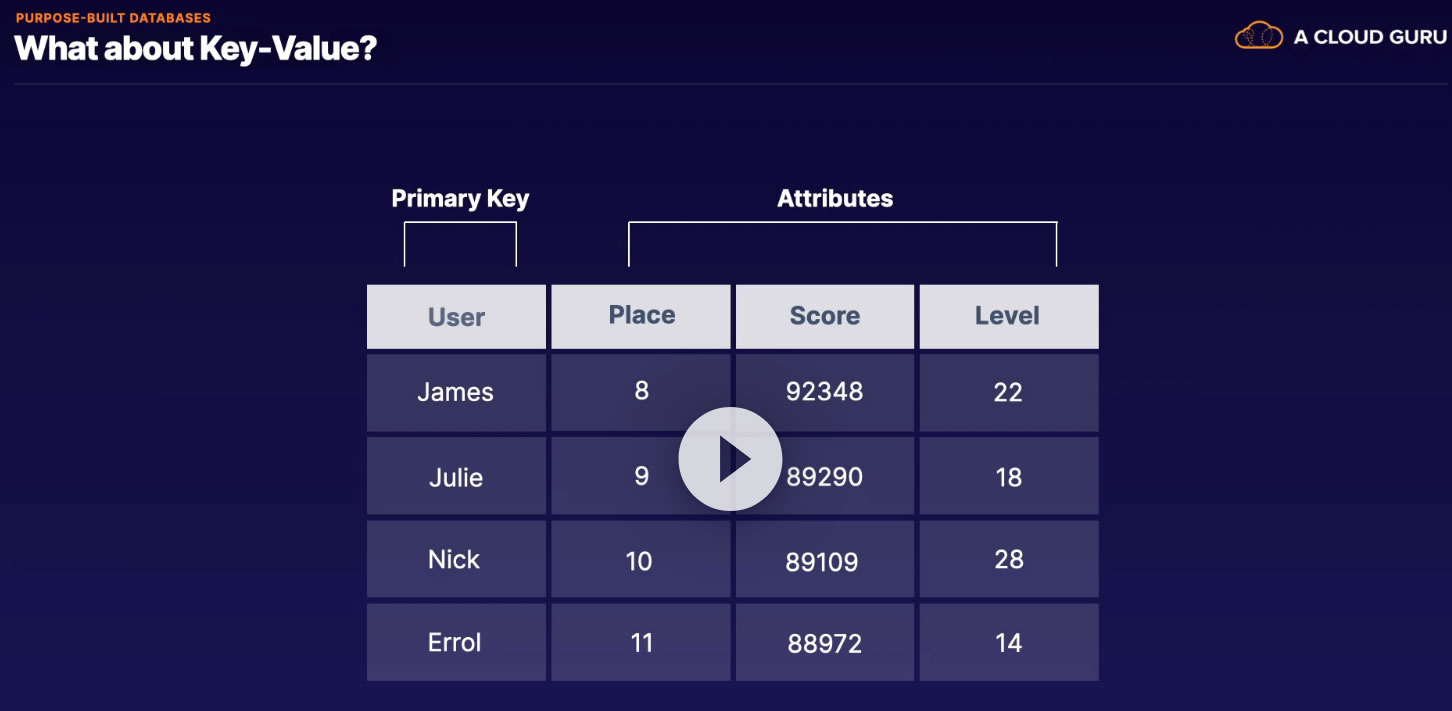 PURPOSE-BUILT DATABASES
What about Key-Value?
A CLOUD GURU
Primary Key Attributes
User Place Score Level
James 8 92348 22
Julie 9 89290 18
Nick 10 89109 28
Errol 11 88972 14